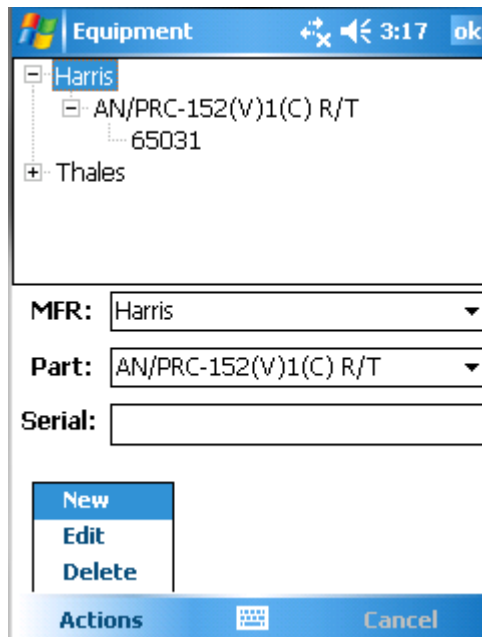 Equipment 3:17 ok
Harris
AN/PRC-152(V)1(C) R/T
65031
Thales
MFR: Harris
Part: AN/PRC-152(V)1(C) R/T
Serial:
New
Edit
Delete
Actions Cancel